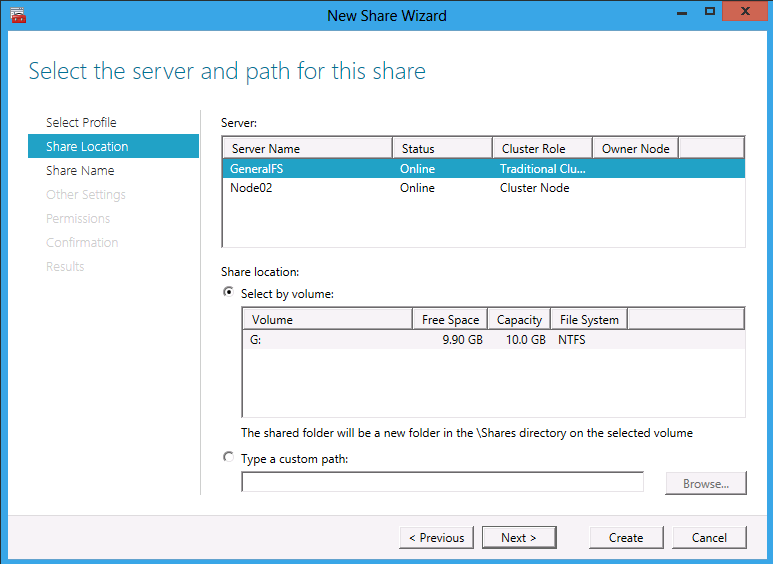 New Share Wizard
Select the server and path for this share
Select Profile
Share Location
Share Name
Other Settings
Permissions
Confirmation
Results
Server:
Server Name Status Cluster Role Owner Node
GeneralFS Online Traditional Clu...
Node02 Online Cluster Node
Share location:
Select by volume:
Volume Free Space Capacity File System
G: 9.90 GB 10.0 GB NTFS
The shared folder will be a new folder in the \Shares directory on the selected volume
Type a custom path:
Browse...
< Previous Next > Create Cancel